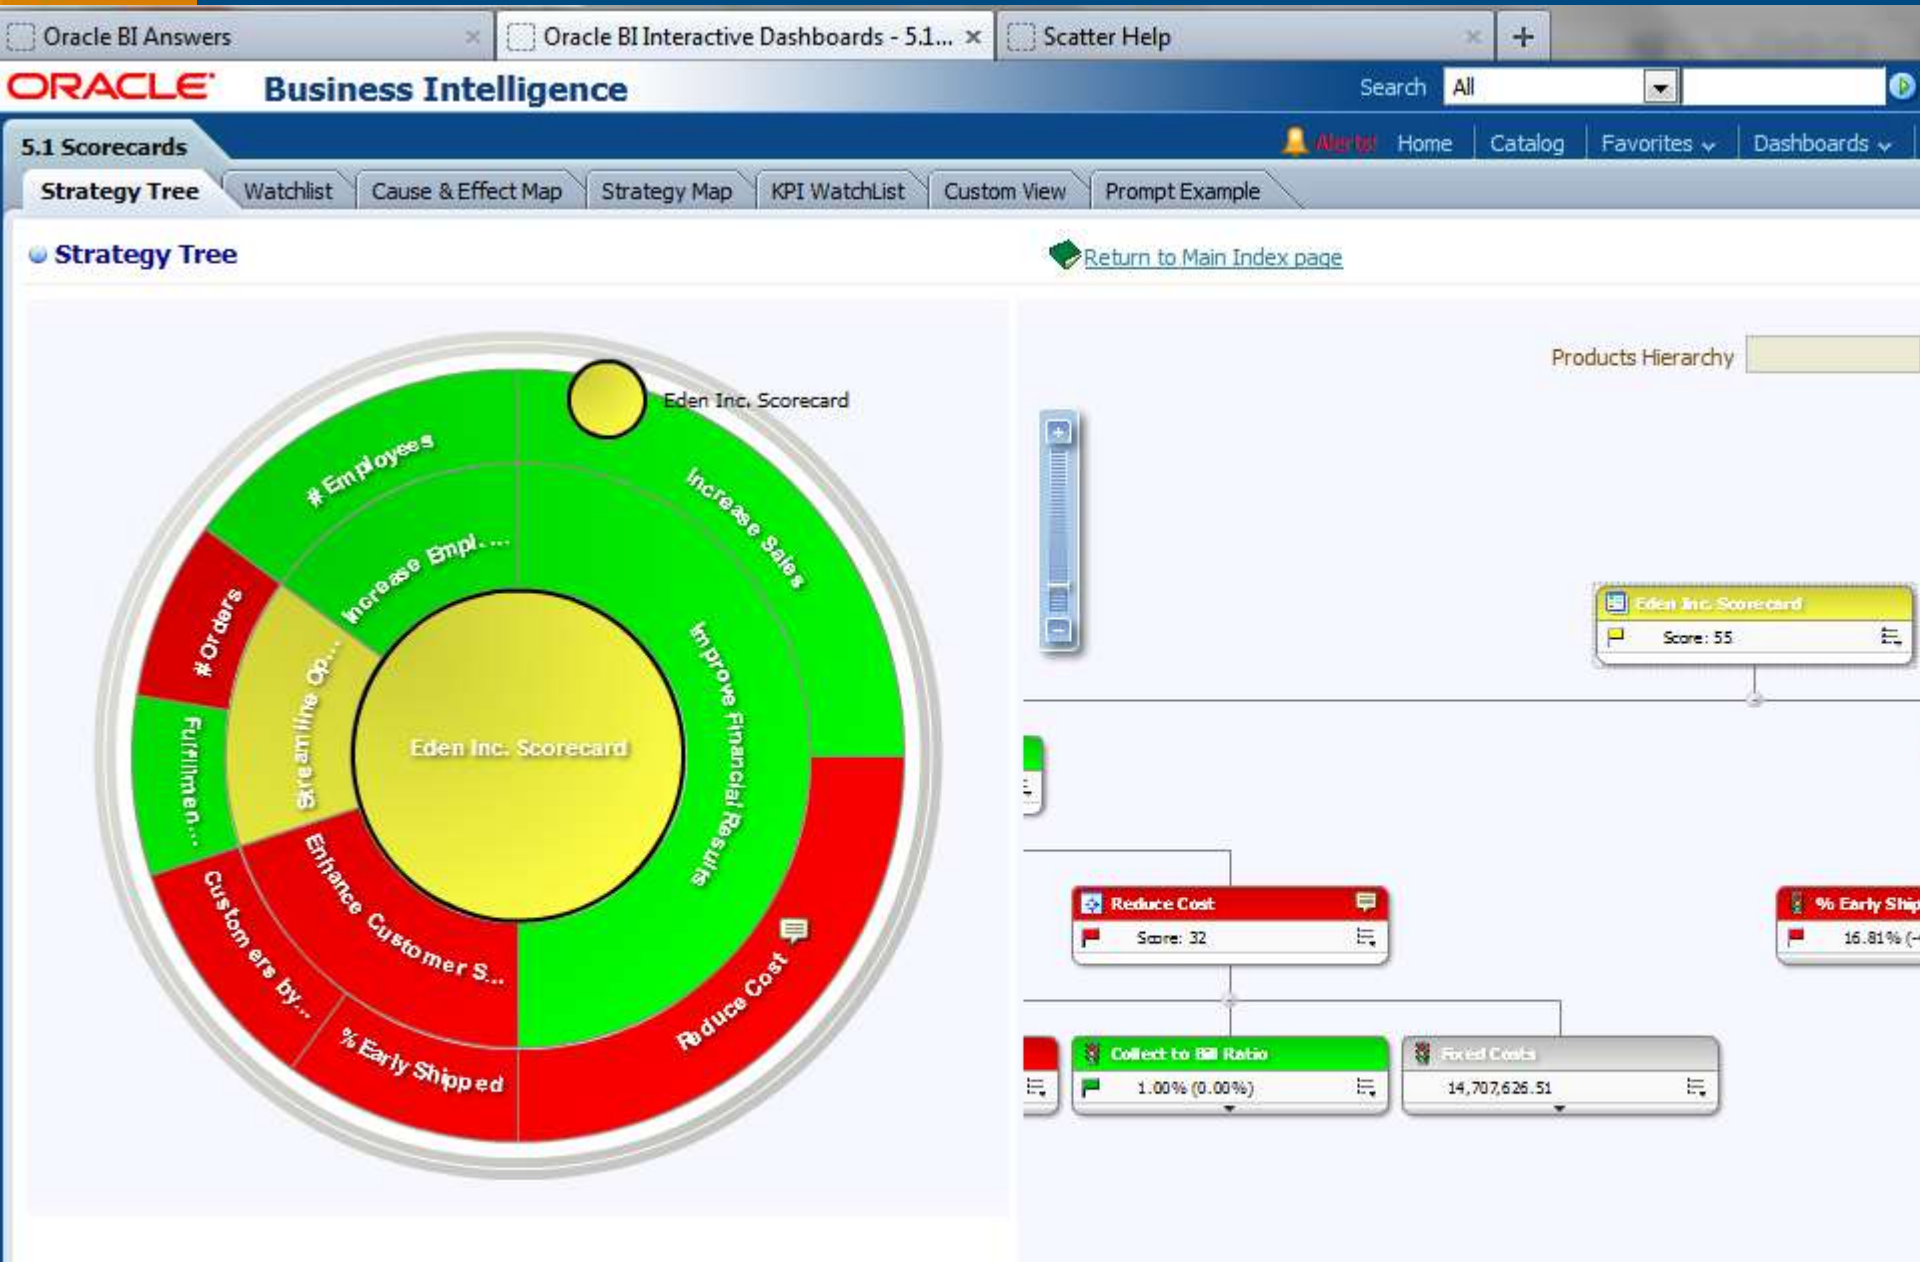 Oracle BI Answers
Oracle BI Interactive Dashboards - 5.1...
Scatter Help
ORACLE Business Intelligence
Search All
5.1 Scorecards
Alerts! Home Catalog Favorites Dashboards
Strategy Tree Watchlist Cause & Effect Map Strategy Map KPI WatchList Custom View Prompt Example
Strategy Tree
Return to Main Index page
Products Hierarchy
Eden Inc. Scorecard
# Employees
Increase Sales
Increase Empl....
# Orders
Streamline Op...
Improve Financial Results
Eden Inc. Scorecard
Fulfillmen...
Enhance Customer S...
Customers by...
% Early Shipped
Reduce Cost
Eden Inc. Scorecard
Score: 55
Reduce Cost
Score: 32
% Early Ship
16.81% (-
Collect to Bill Ratio
1.00% (0.00%)
Fixed Costs
14,707,626.51